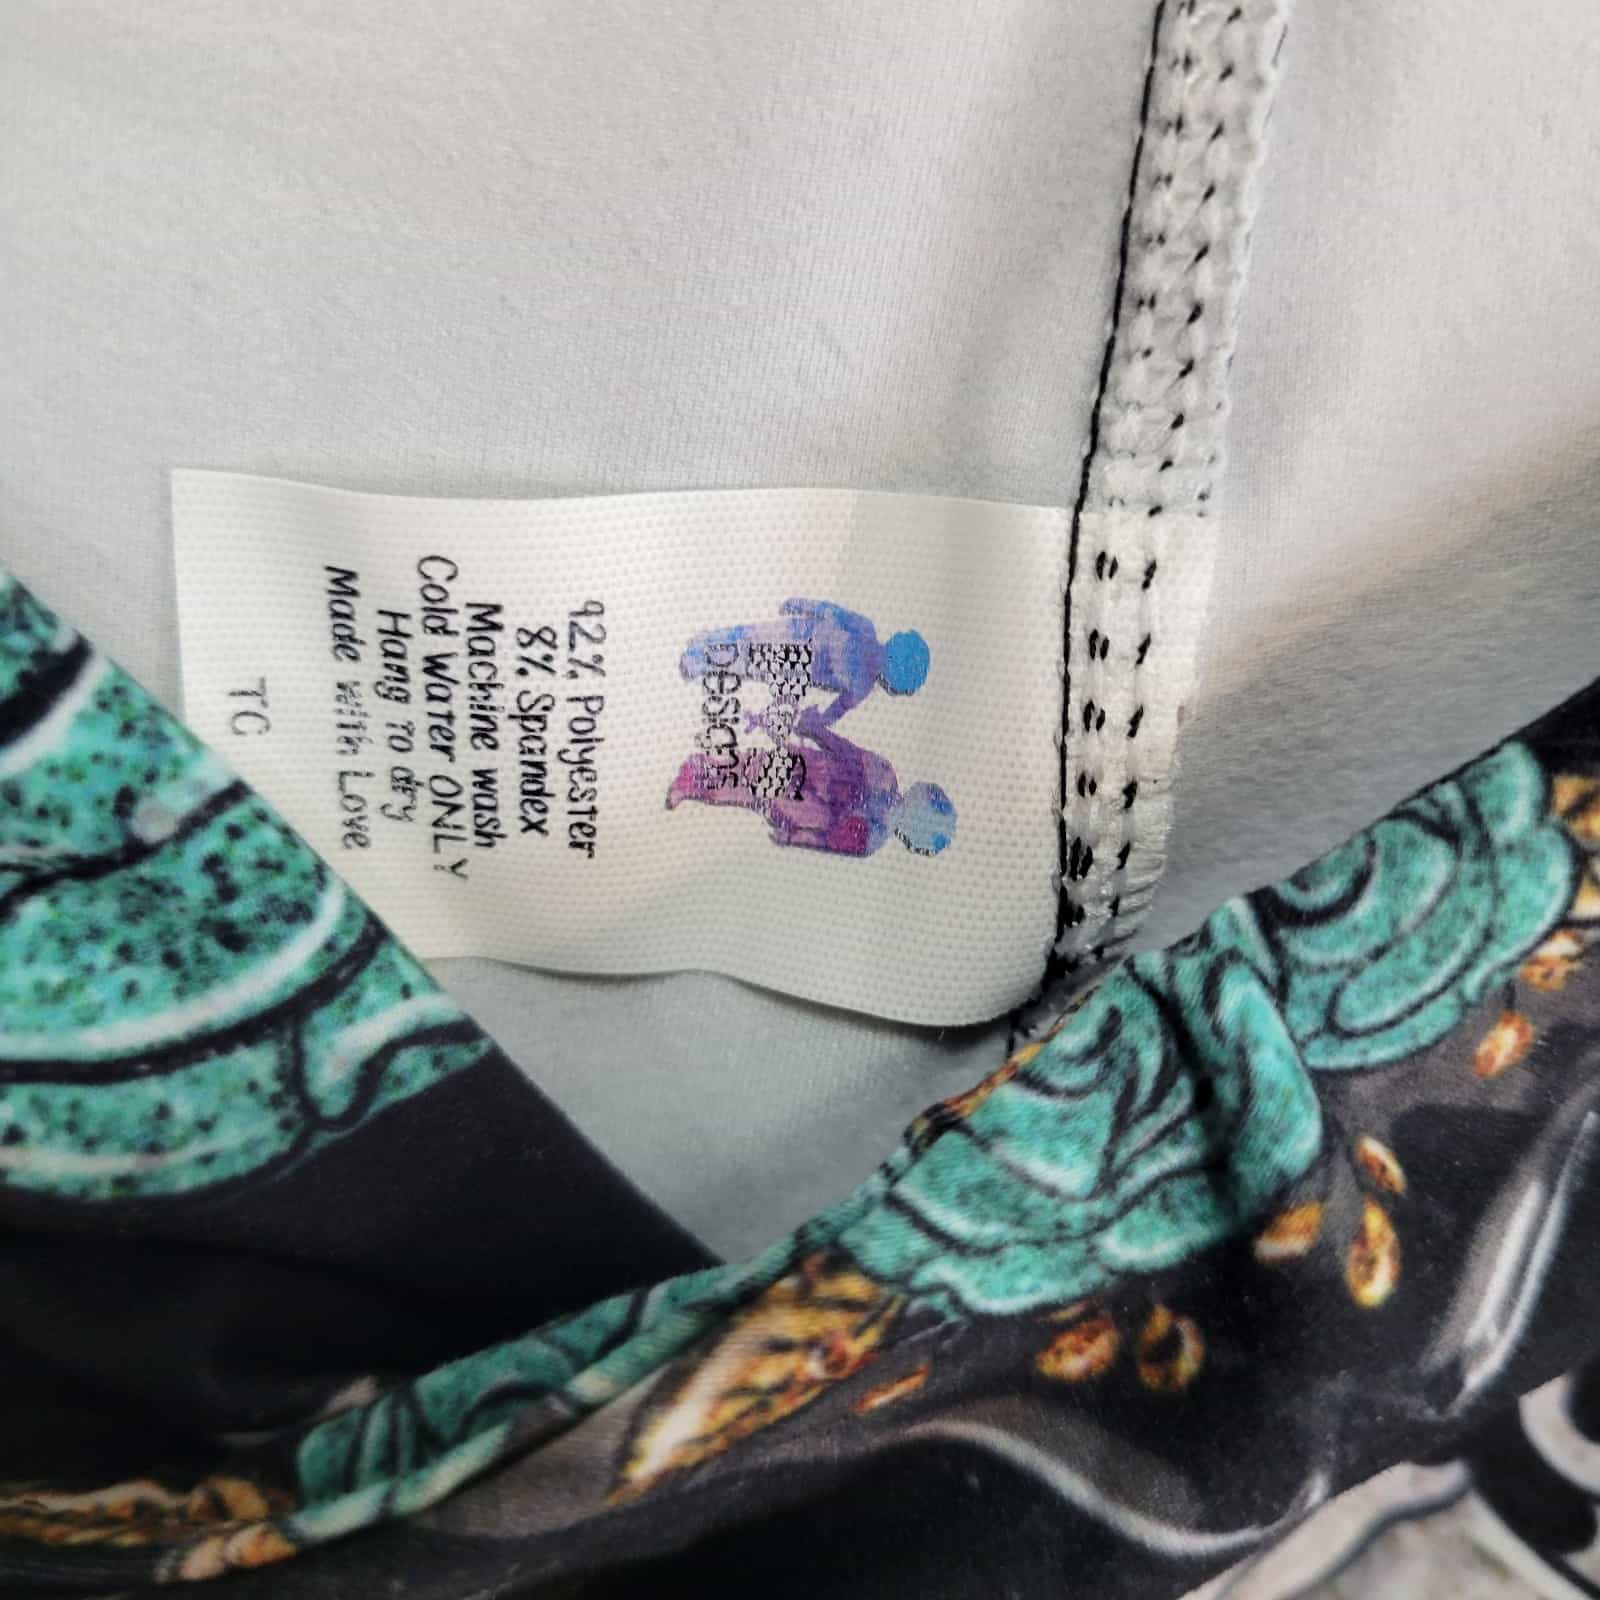 Designs
92% Polyester
8% Spandex
Machine wash
Cold Water ONLY
Hang To dry
Made with Love
TC